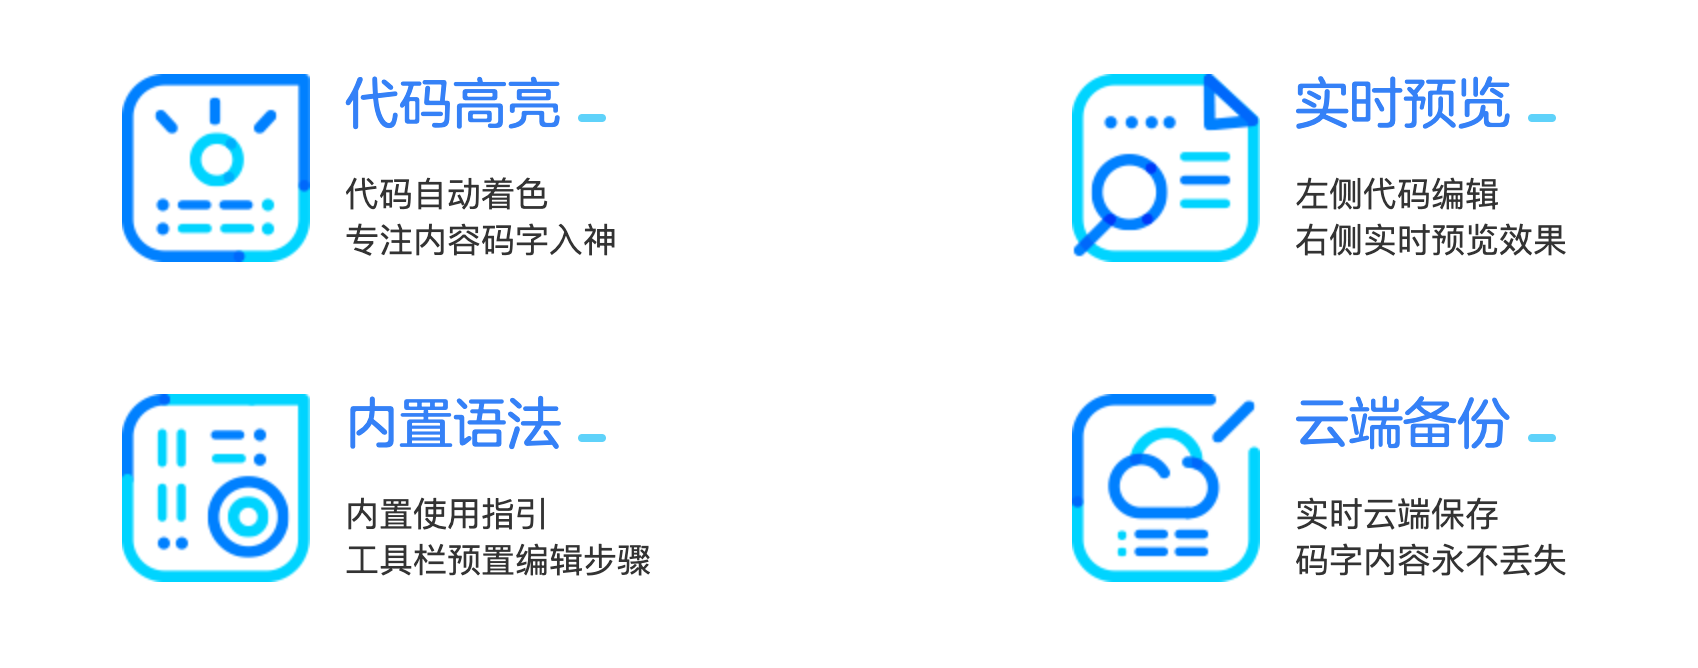 代码高亮
代码自动着色
专注内容码字入神
实时预览
左侧代码编辑
右侧实时预览效果
内置语法
内置使用指引
工具栏预置编辑步骤
云端备份
实时云端保存
码字内容永不丢失